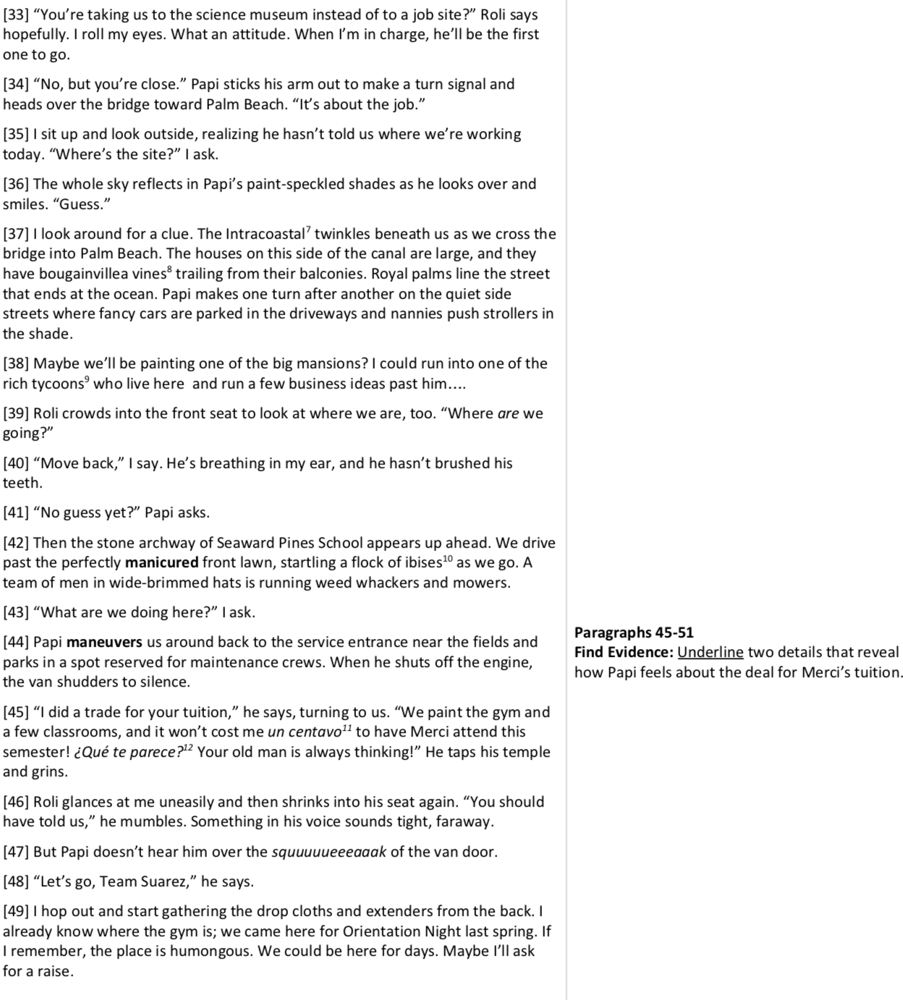 [33] “You’re taking us to the science museum instead of to a job site?” Roli says
hopefully. I roll my eyes. What an attitude. When I’m in charge, he’ll be the first
one to go.
[34] “No, but you’re close.” Papi sticks his arm out to make a turn signal and
heads over the bridge toward Palm Beach. “It’s about the job.”
[35] I sit up and look outside, realizing he hasn’t told us where we’re working
today. “Where’s the site?” I ask.
[36] The whole sky reflects in Papi’s paint-speckled shades as he looks over and
smiles. “Guess.”
[37] I look around for a clue. The Intracoastal⁷ twinkles beneath us as we cross the
bridge into Palm Beach. The houses on this side of the canal are large, and they
have bougainvillea vines⁸ trailing from their balconies. Royal palms line the street
that ends at the ocean. Papi makes one turn after another on the quiet side
streets where fancy cars are parked in the driveways and nannies push strollers in
the shade.
[38] Maybe we’ll be painting one of the big mansions? I could run into one of the
rich tycoons⁹ who live here and run a few business ideas past him….
[39] Roli crowds into the front seat to look at where we are, too. “Where are we
going?”
[40] “Move back,” I say. He’s breathing in my ear, and he hasn’t brushed his
teeth.
[41] “No guess yet?” Papi asks.
[42] Then the stone archway of Seaward Pines School appears up ahead. We drive
past the perfectly manicured front lawn, startling a flock of ibises¹⁰ as we go. A
team of men in wide-brimmed hats is running weed whackers and mowers.
[43] “What are we doing here?” I ask.
[44] Papi maneuvers us around back to the service entrance near the fields and
parks in a spot reserved for maintenance crews. When he shuts off the engine,
the van shudders to silence.
[45] “I did a trade for your tuition,” he says, turning to us. “We paint the gym and
a few classrooms, and it won’t cost me un centavo¹¹ to have Merci attend this
semester! ¿Qué te parece?¹² Your old man is always thinking!” He taps his temple
and grins.
[46] Roli glances at me uneasily and then shrinks into his seat again. “You should
have told us,” he mumbles. Something in his voice sounds tight, faraway.
[47] But Papi doesn’t hear him over the squuuuueeeaaak of the van door.
[48] “Let’s go, Team Suarez,” he says.
[49] I hop out and start gathering the drop cloths and extenders from the back. I
already know where the gym is; we came here for Orientation Night last spring. If
I remember, the place is humongous. We could be here for days. Maybe I’ll ask
for a raise.
Paragraphs 45-51
Find Evidence: Underline two details that reveal
how Papi feels about the deal for Merci’s tuition.